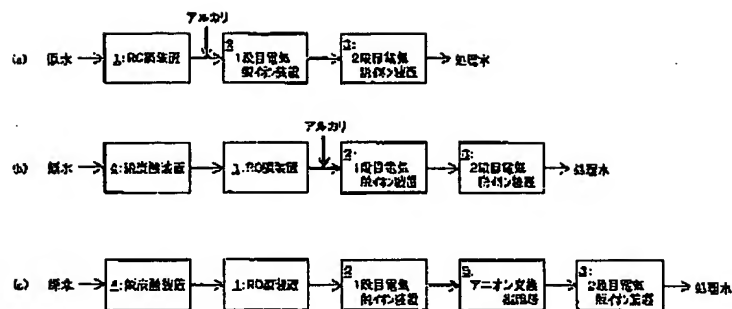 アルカリ
(a) 原水 1:RO膜装置 2: 1段目電気脱イオン装置 3: 2段目電気脱イオン装置 処理水
アルカリ
(b) 原水 4:脱炭酸装置 1:RO膜装置 2: 1段目電気脱イオン装置 3: 2段目電気脱イオン装置 処理水
(c) 原水 4:脱炭酸装置 1:RO膜装置 2 1段目電気脱イオン装置 5. アニオン交換 3: 2段目電気脱イオン装置 処理水